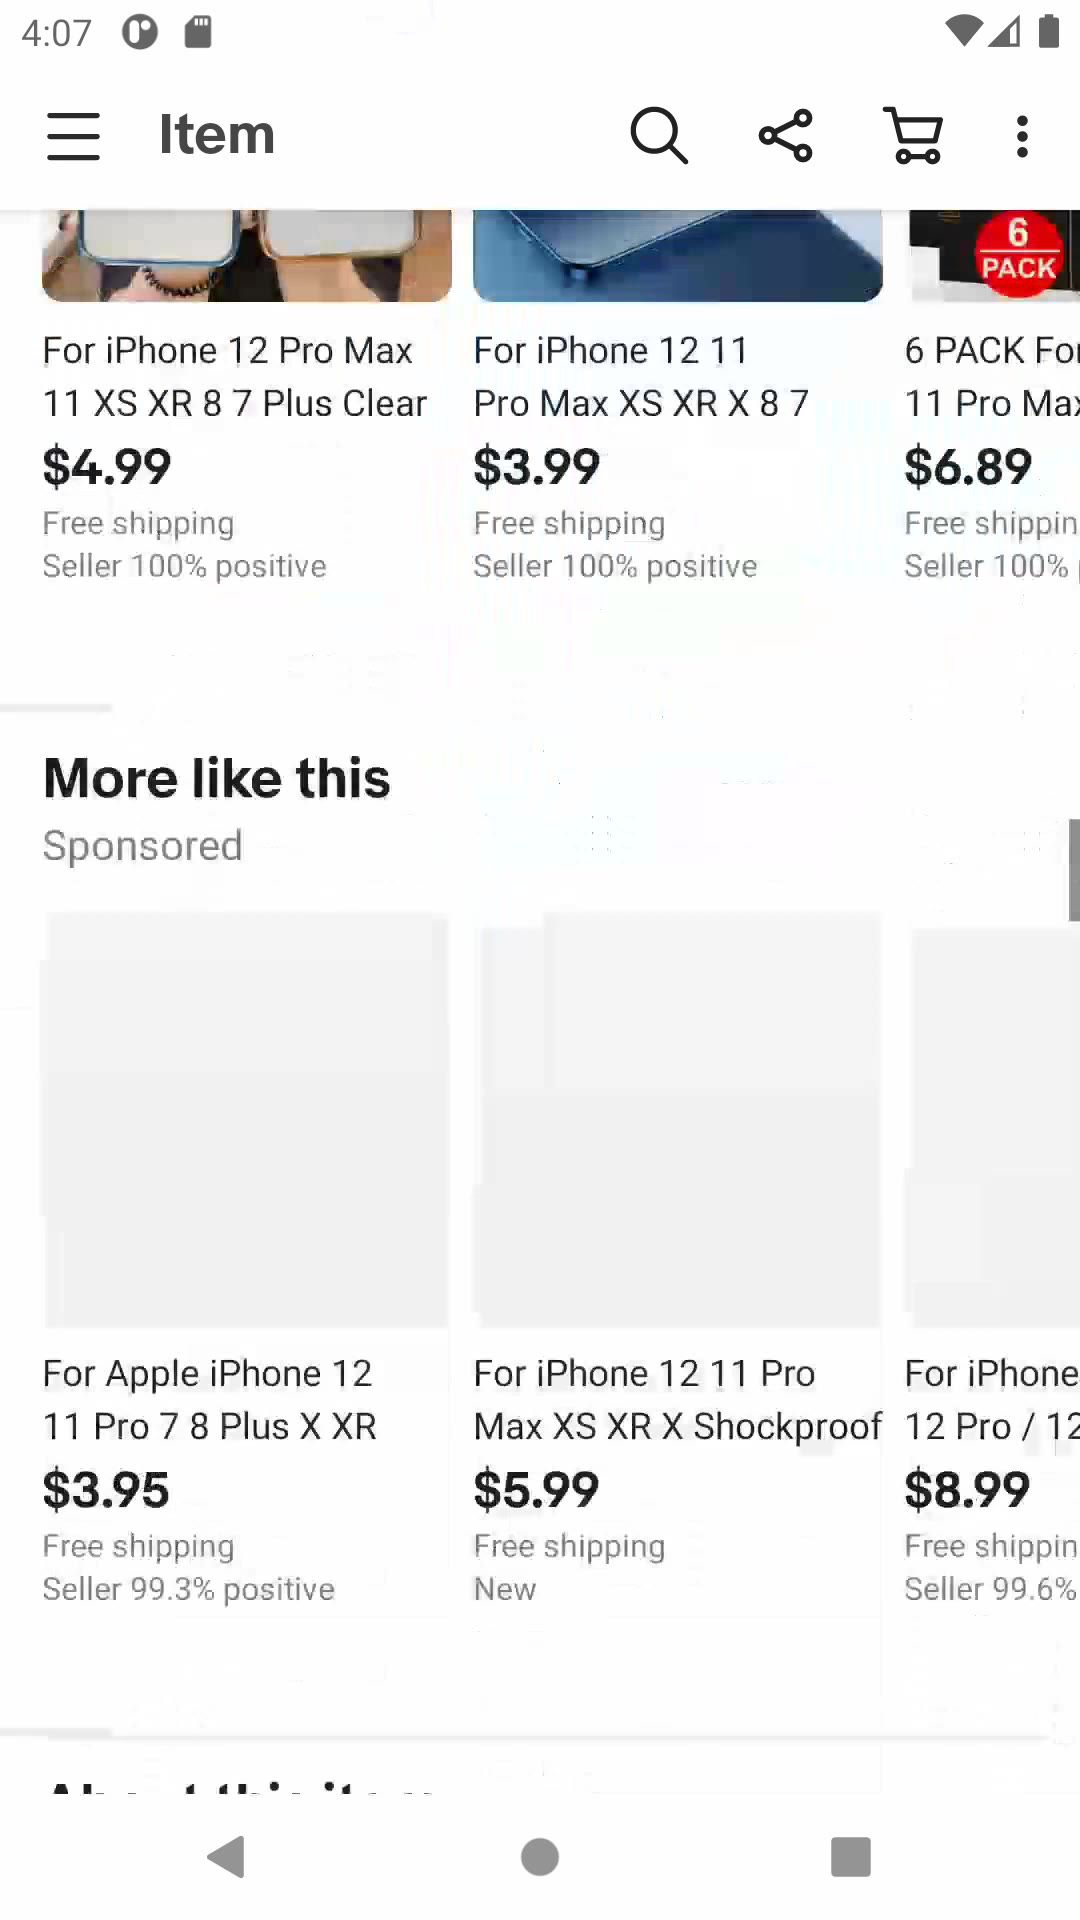 4:07
Item
6
PACK
For iPhone 12 Pro Max
11 XS XR 8 7 Plus Clear
$4.99
Free shipping
Seller 100% positive
For iPhone 12 11
Pro Max XS XR X 8 7
$3.99
Free shipping
Seller 100% positive
6 PACK For
11 Pro Max
$6.89
Free shippin
Seller 100%
More like this
Sponsored
For Apple iPhone 12
11 Pro 7 8 Plus X XR
$3.95
Free shipping
Seller 99.3% positive
For iPhone 12 11 Pro
Max XS XR X Shockproof
$5.99
Free shipping
New
For iPhone
12 Pro / 12
$8.99
Free shippin
Seller 99.6%
About this item